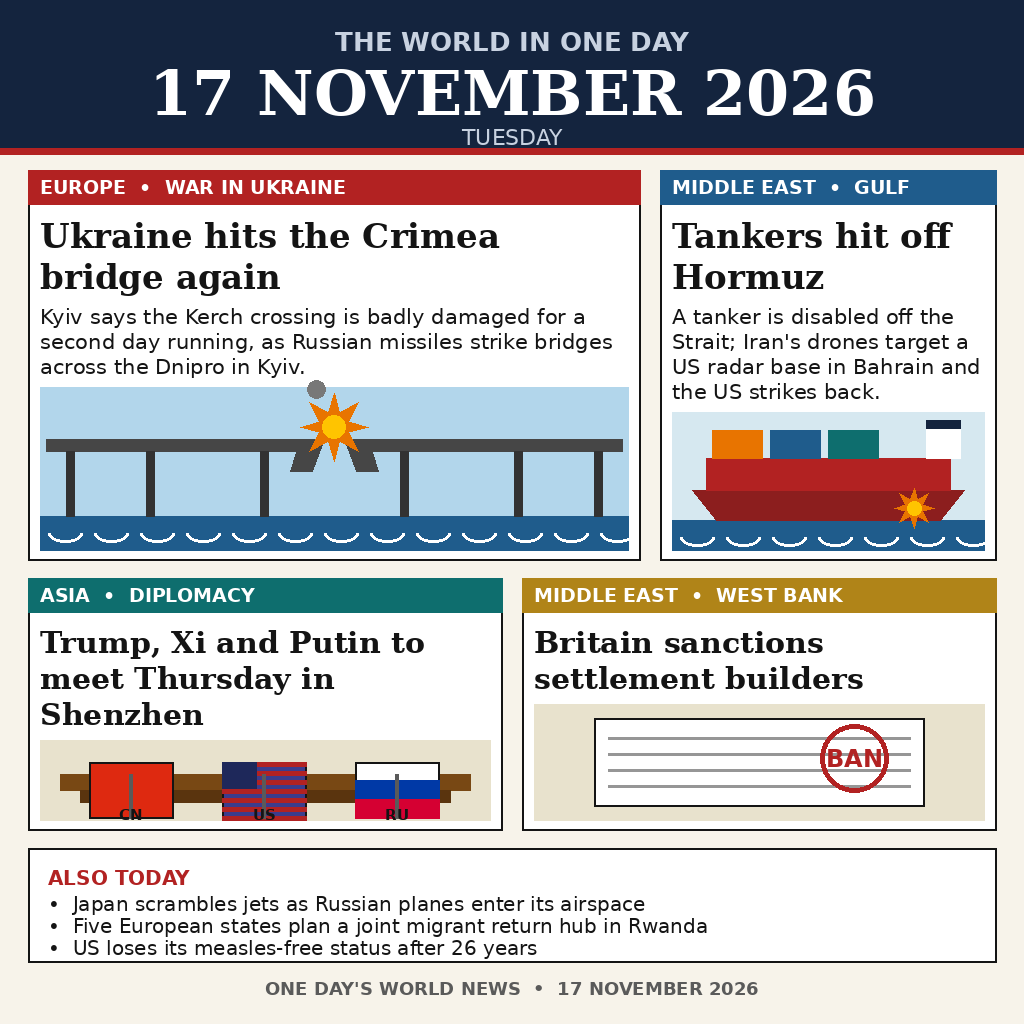 THE WORLD IN ONE DAY
17 NOVEMBER 2026
TUESDAY
EUROPE • WAR IN UKRAINE
Ukraine hits the Crimea
bridge again
Kyiv says the Kerch crossing is badly damaged for a
second day running, as Russian missiles strike bridges
across the Dnipro in Kyiv.
MIDDLE EAST • GULF
Tankers hit off
Hormuz
A tanker is disabled off the
Strait; Iran's drones target a
US radar base in Bahrain and
the US strikes back.
ASIA • DIPLOMACY
Trump, Xi and Putin to
meet Thursday in
Shenzhen
CN
US
RU
MIDDLE EAST • WEST BANK
Britain sanctions
settlement builders
BAN
ALSO TODAY
• Japan scrambles jets as Russian planes enter its airspace
• Five European states plan a joint migrant return hub in Rwanda
• US loses its measles-free status after 26 years
ONE DAY'S WORLD NEWS • 17 NOVEMBER 2026